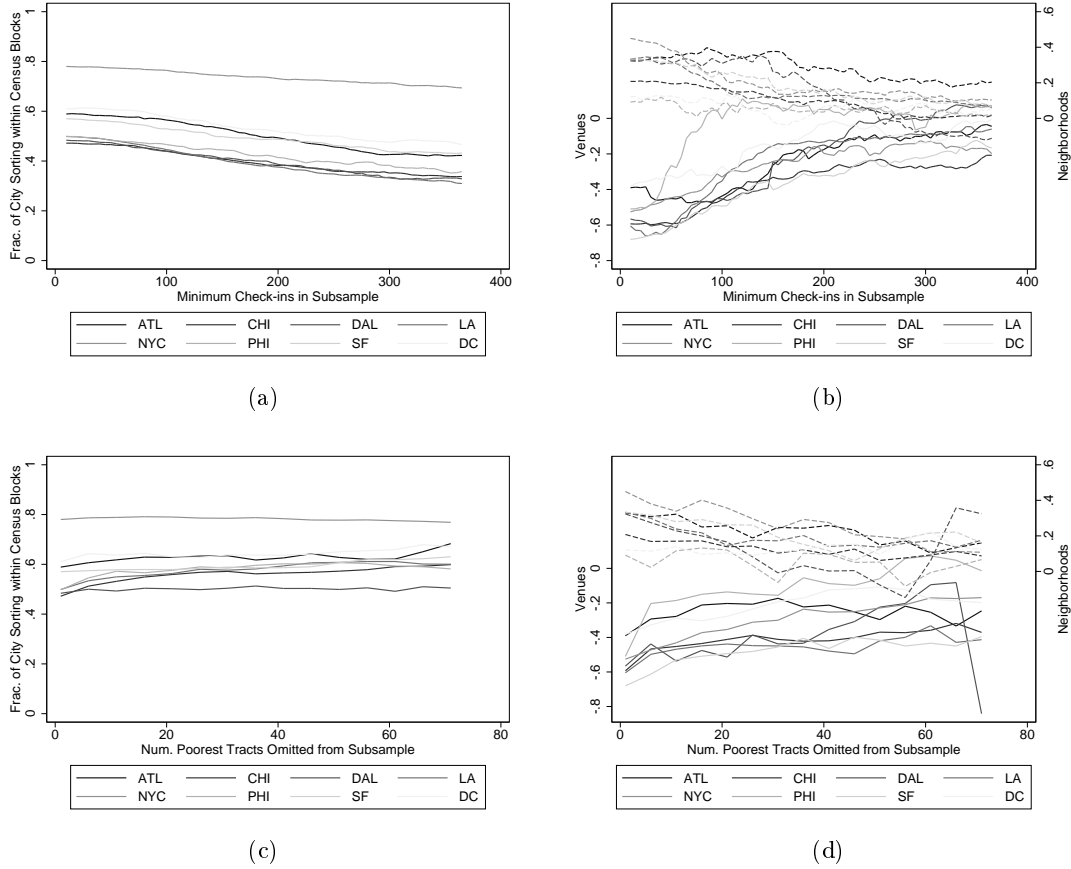 Frac. of City Sorting within Census Blocks
1
.8
.6
.4
.2
0
0 100 200 300 400
Minimum Check-ins in Subsample
ATL CHI DAL LA
NYC PHI SF DC
(a)
Venues
0
-.2
-.4
-.6
-.8
.6
.4
.2
0
Neighborhoods
0 100 200 300 400
Minimum Check-ins in Subsample
ATL CHI DAL LA
NYC PHI SF DC
(b)
Frac. of City Sorting within Census Blocks
1
.8
.6
.4
.2
0
0 20 40 60 80
Num. Poorest Tracts Omitted from Subsample
ATL CHI DAL LA
NYC PHI SF DC
(c)
Venues
0
-.2
-.4
-.6
-.8
.6
.4
.2
0
Neighborhoods
0 20 40 60 80
Num. Poorest Tracts Omitted from Subsample
ATL CHI DAL LA
NYC PHI SF DC
(d)